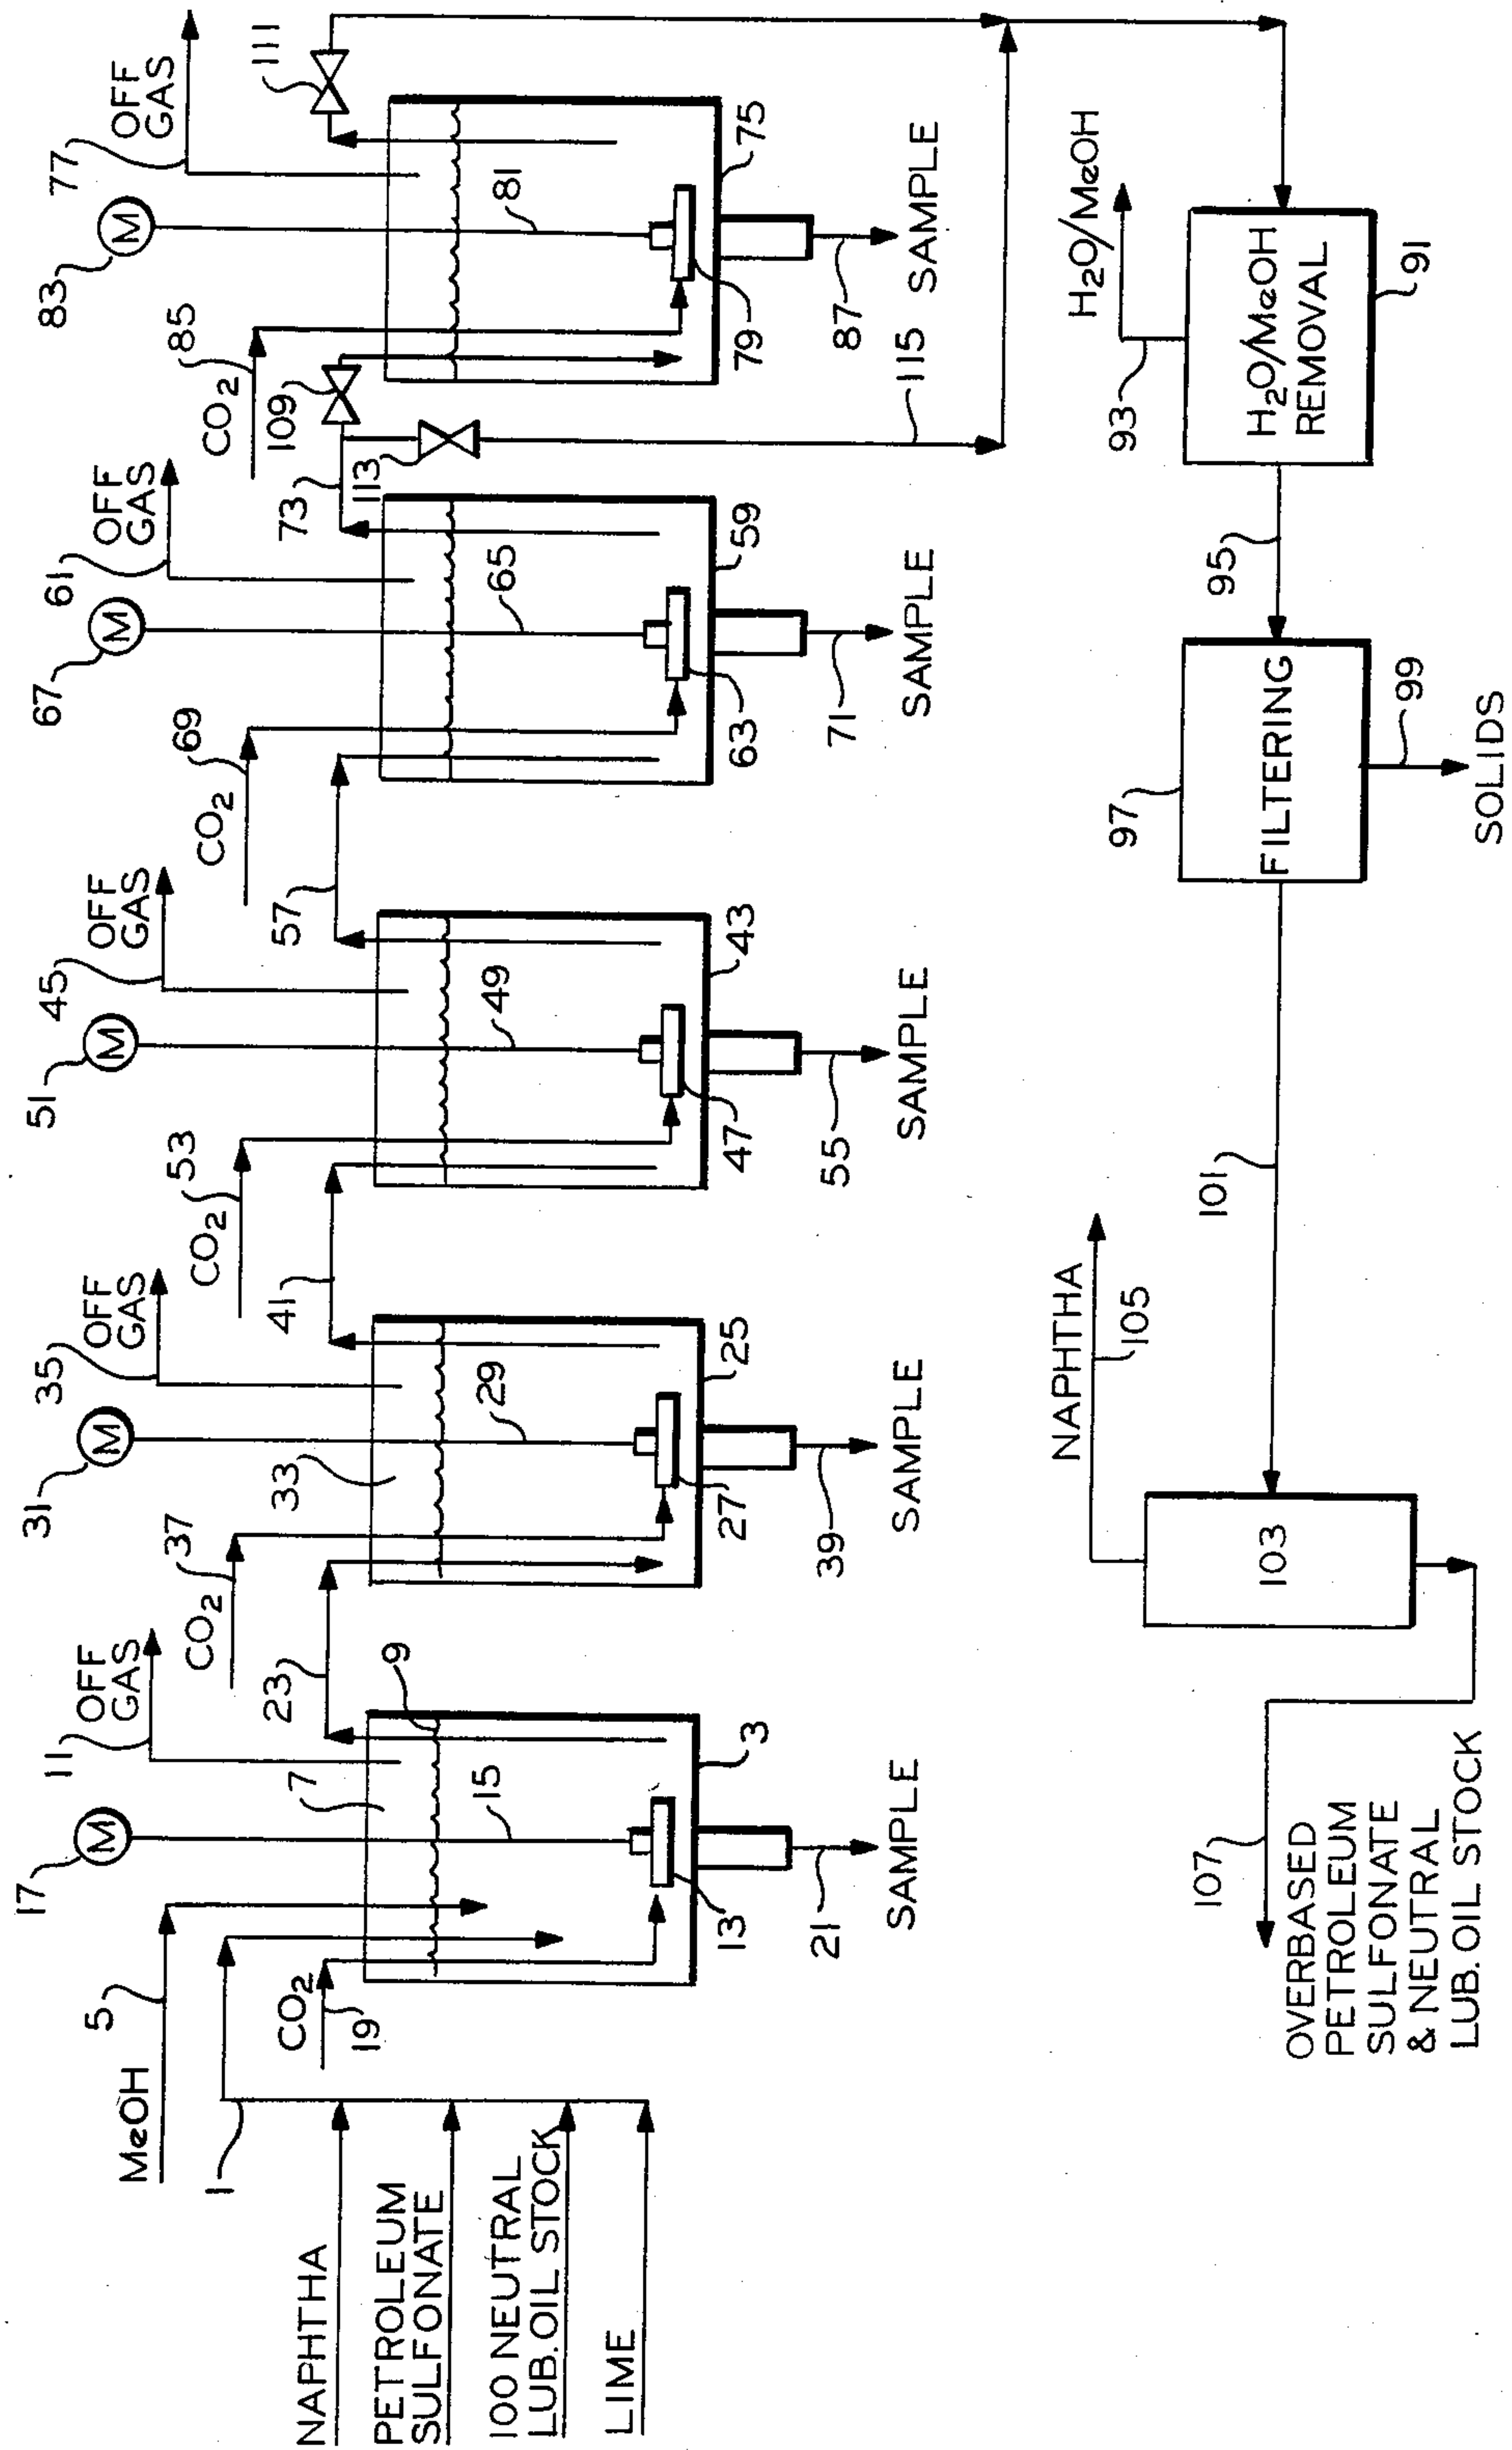 MeOH
5
1
NAPHTHA
PETROLEUM
SULFONATE
100 NEUTRAL
LUB. OIL STOCK
LIME
CO2
19
17
M
11
OFF
GAS
7
9
15
13
3
21
SAMPLE
23
CO2
37
31
M
35
OFF
GAS
33
29
27
25
39
SAMPLE
41
CO2
53
51
M
45
OFF
GAS
49
47
43
55
SAMPLE
57
CO2
69
67
M
61
OFF
GAS
65
63
59
71
SAMPLE
73
113
109
CO2
85
83
M
77
OFF
GAS
111
81
79
75
87
SAMPLE
115
H2O/MeOH
93
H2O/MeOH
REMOVAL
91
95
97
FILTERING
99
SOLIDS
101
NAPHTHA
105
103
107
OVERBASED
PETROLEUM
SULFONATE
& NEUTRAL
LUB. OIL STOCK